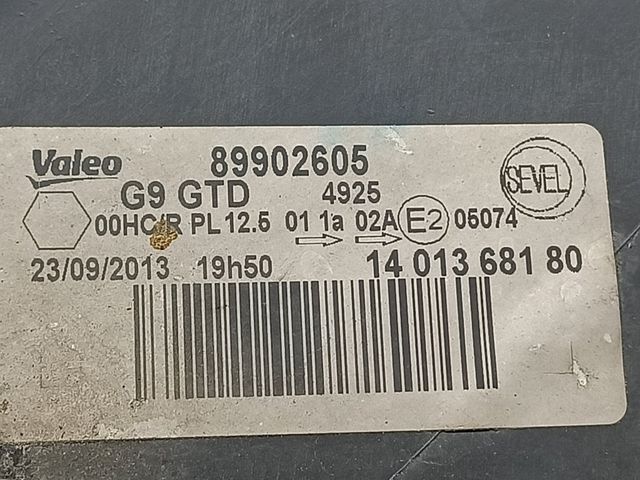 Valeo 89902605
SEVEL
G9 GTD 4925
00HC/R PL 12.5 01 1a 02A E2 05074
23/09/2013 19h50 14 013 681 80